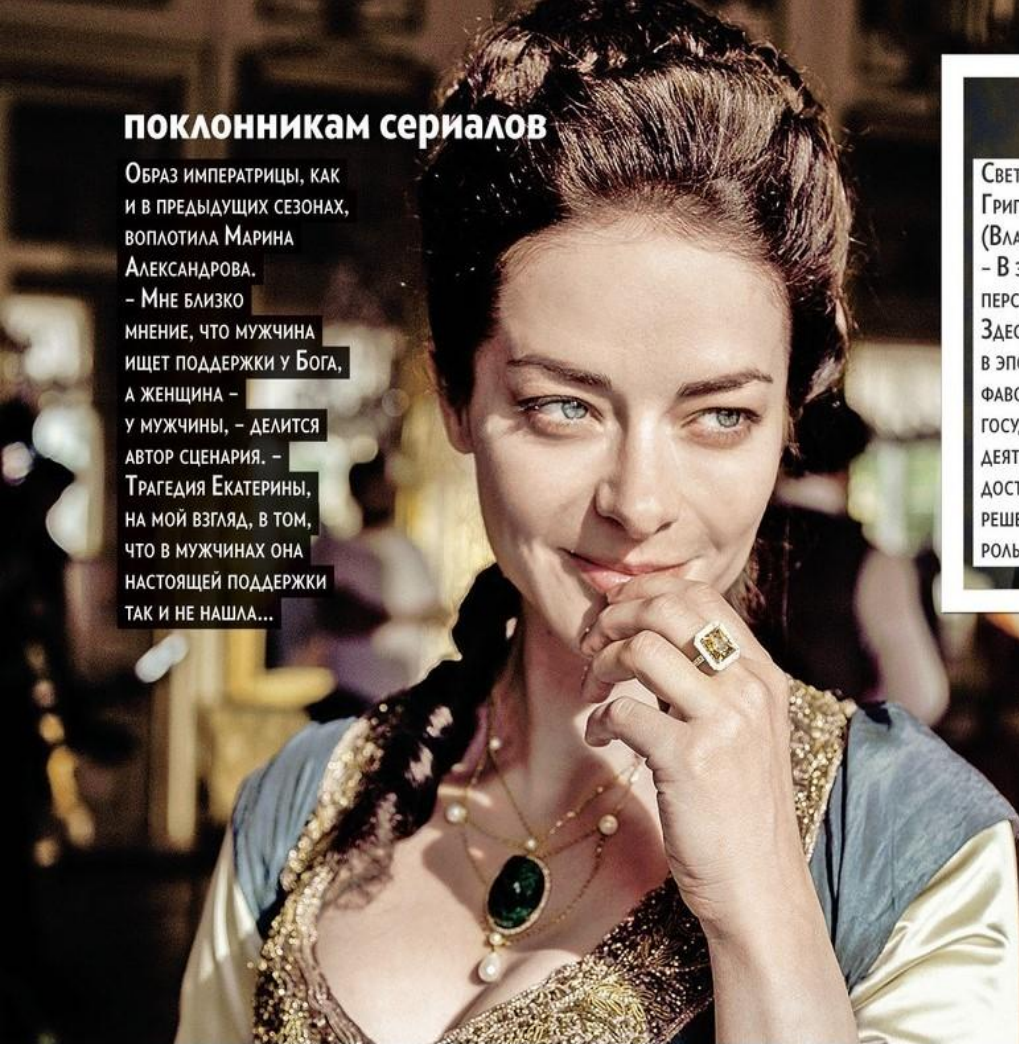 поклонникам сериалов
Образ императрицы, как
и в предыдущих сезонах,
воплотила Марина
Александрова.
– Мне близко
мнение, что мужчина
ищет поддержки у Бога,
а женщина –
у мужчины, – делится
автор сценария. –
Трагедия Екатерины,
на мой взгляд, в том,
что в мужчинах она
настоящей поддержки
так и не нашла...